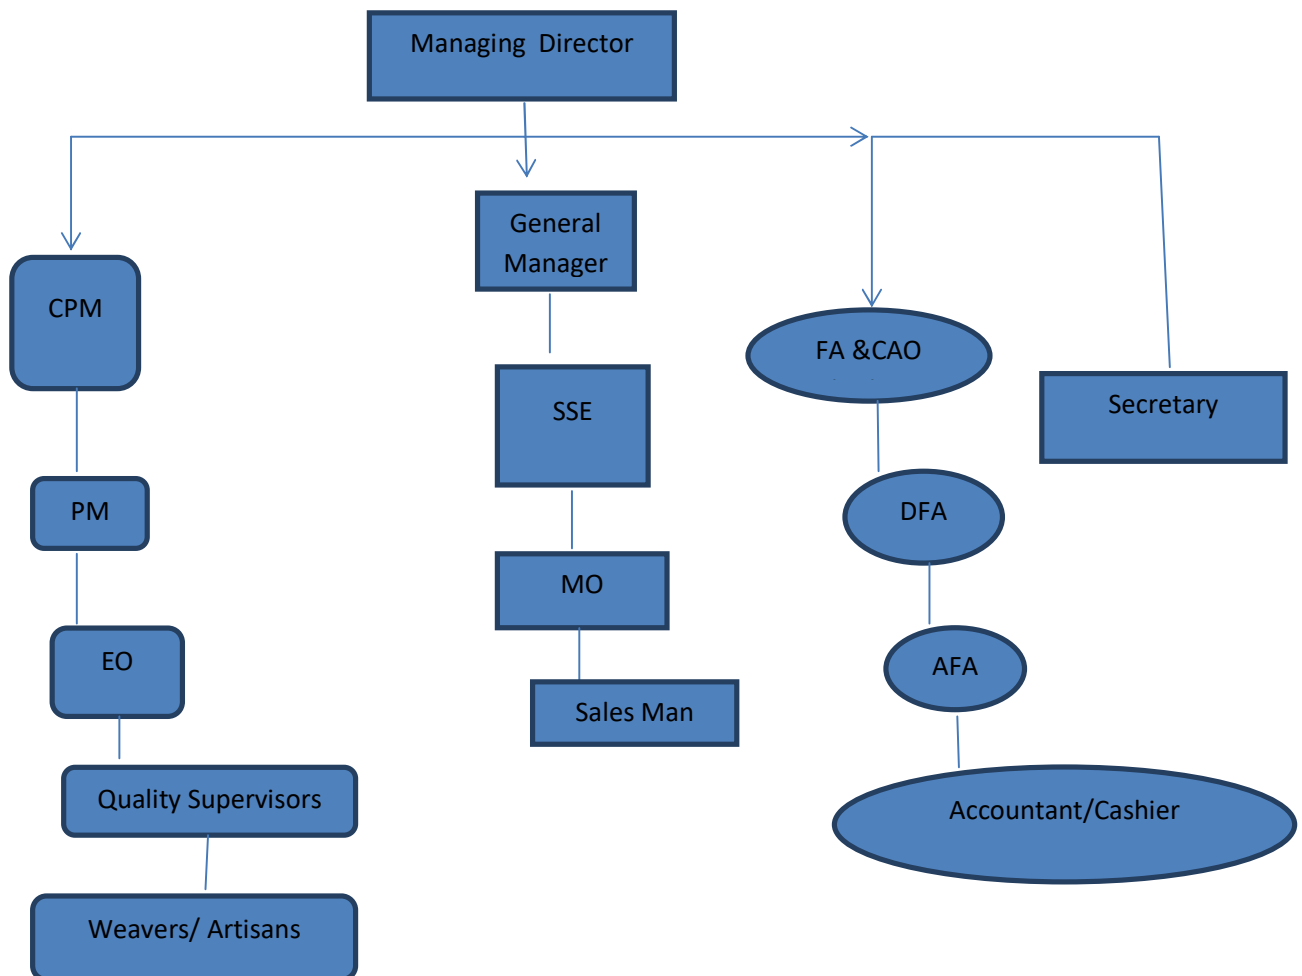 Managing Director
General
Manager
CPM
FA &CAO
SSE
Secretary
PM
DFA
MO
EO
AFA
Sales Man
Quality Supervisors
Accountant/Cashier
Weavers/ Artisans